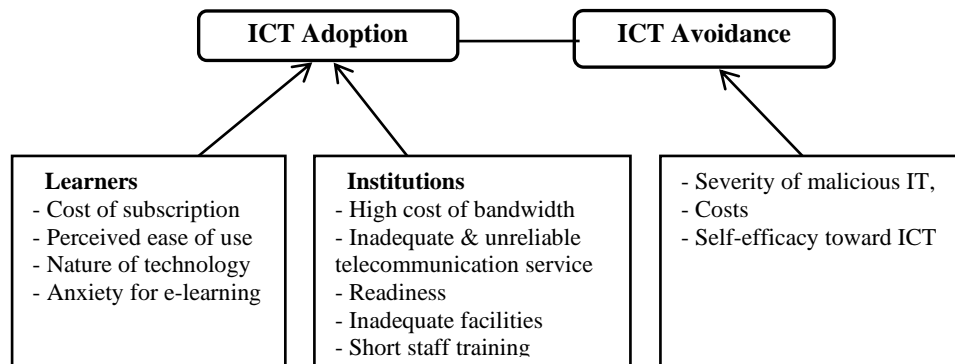 ICT Adoption
ICT Avoidance
Learners
- Cost of subscription
- Perceived ease of use
- Nature of technology
- Anxiety for e-learning
Institutions
- High cost of bandwidth
- Inadequate & unreliable
telecommunication service
- Readiness
- Inadequate facilities
- Short staff training
- Severity of malicious IT,
- Costs
- Self-efficacy toward ICT